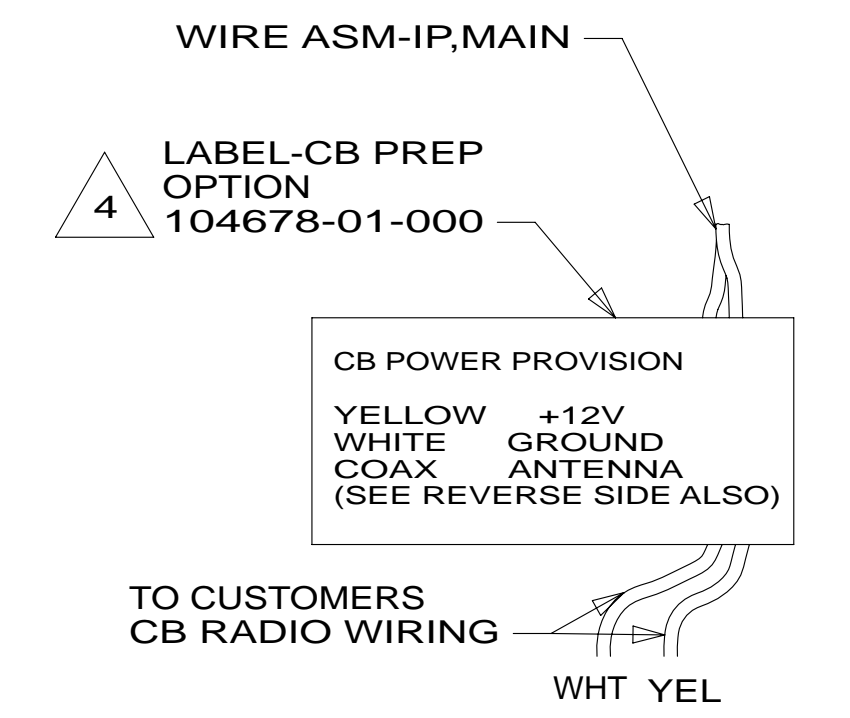 WIRE ASM-IP,MAIN
4
LABEL-CB PREP
OPTION
104678-01-000
CB POWER PROVISION
YELLOW +12V
WHITE GROUND
COAX ANTENNA
(SEE REVERSE SIDE ALSO)
TO CUSTOMERS
CB RADIO WIRING
WHT YEL